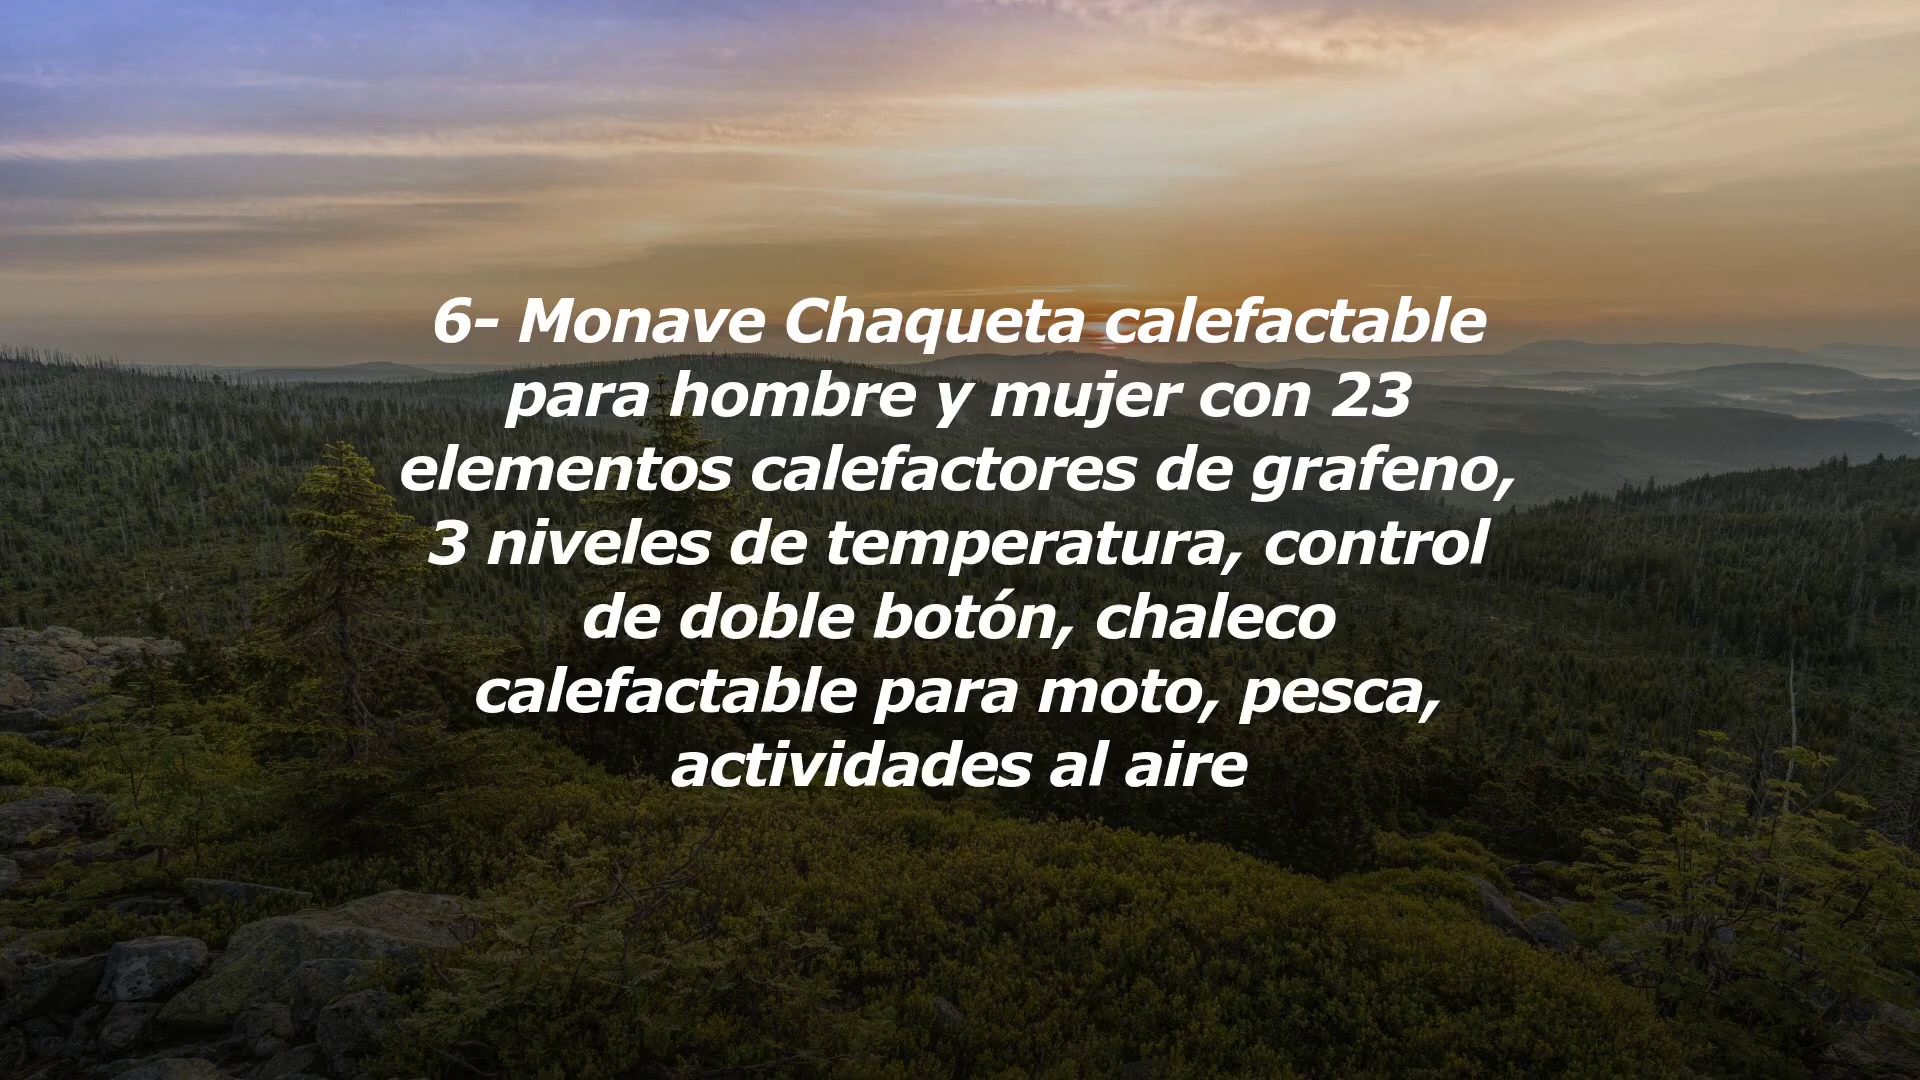 6- Monave Chaqueta calefactable
para hombre y mujer con 23
elementos calefactores de grafeno,
3 niveles de temperatura, control
de doble botón, chaleco
calefactable para moto, pesca,
actividades al aire